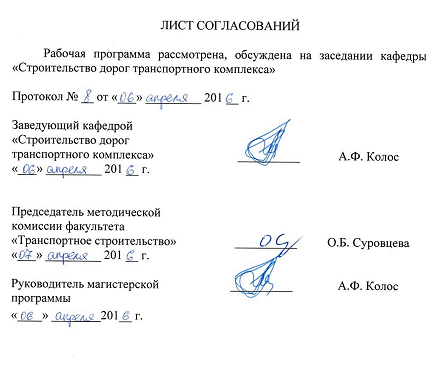 ЛИСТ СОГЛАСОВАНИЙ
Рабочая программа рассмотрена, обсуждена на заседании кафедры
«Строительство дорог транспортного комплекса»
Протокол № 8 от «06» апреля 2016 г.
Заведующий кафедрой
«Строительство дорог
транспортного комплекса» А.Ф. Колос
«06» апреля 2016 г.
Председатель методической
комиссии факультета
«Транспортное строительство» О.Б. Суровцева
«07» апреля 2016 г.
Руководитель магистерской А.Ф. Колос
программы
«06» апреля 2016 г.